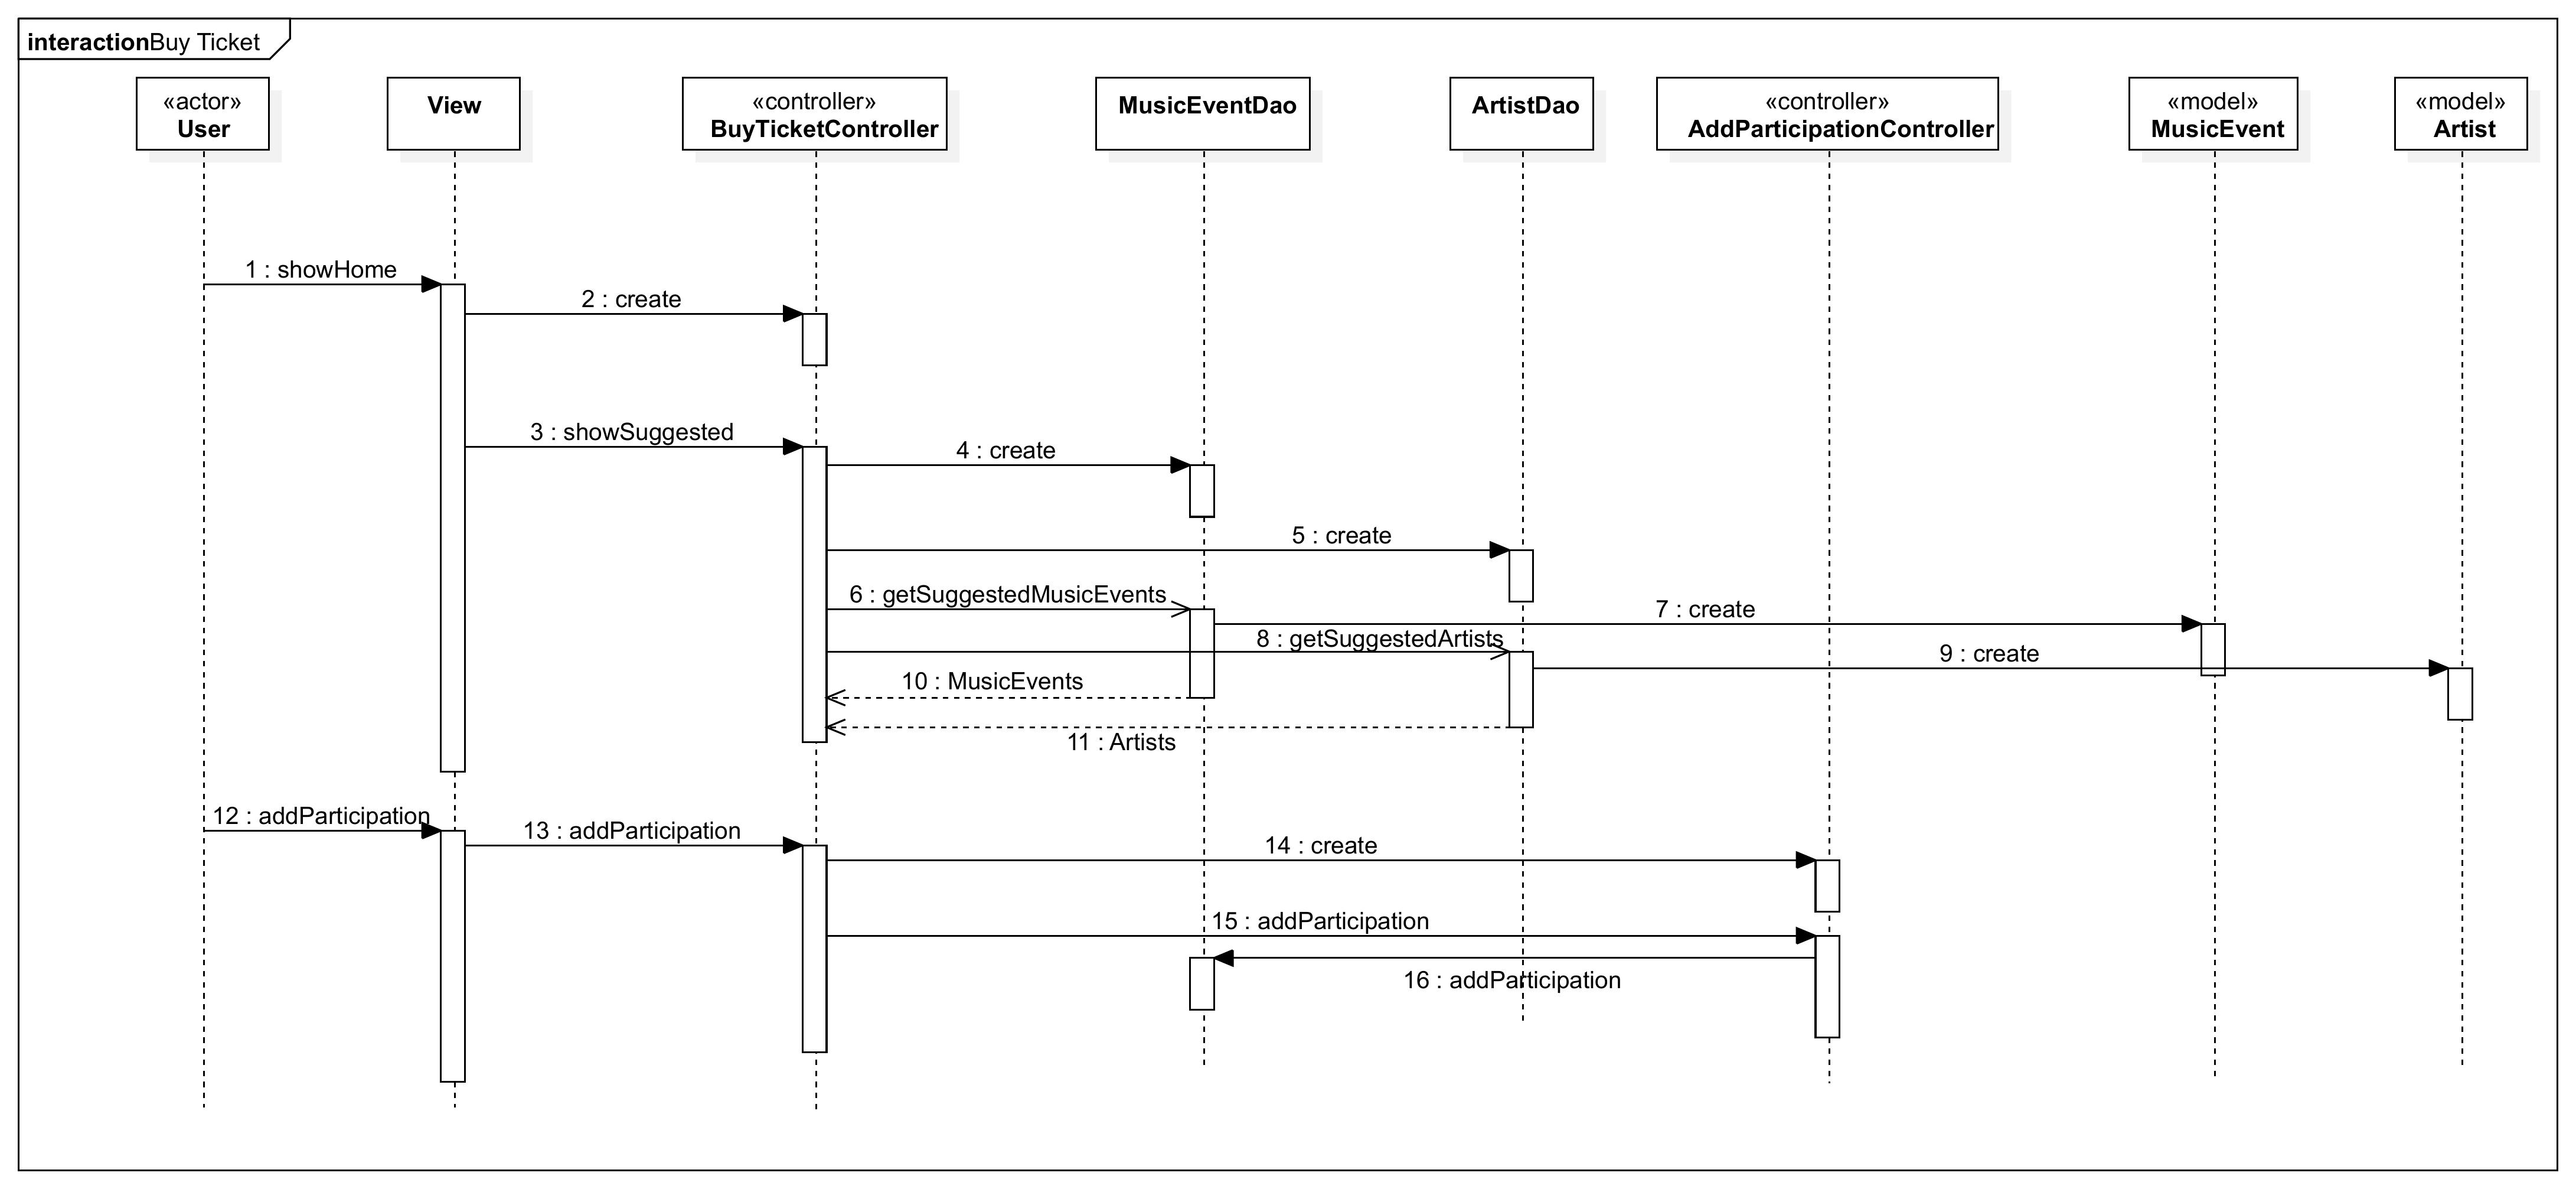 interactionBuy Ticket
«actor»
User
View
«controller»
BuyTicketController
MusicEventDao
ArtistDao
«controller»
AddParticipationController
«model»
MusicEvent
«model»
Artist
1 : showHome
2 : create
3 : showSuggested
4 : create
5 : create
6 : getSuggestedMusicEvents
7 : create
8 : getSuggestedArtists
9 : create
10 : MusicEvents
11 : Artists
12 : addParticipation
13 : addParticipation
14 : create
15 : addParticipation
16 : addParticipation